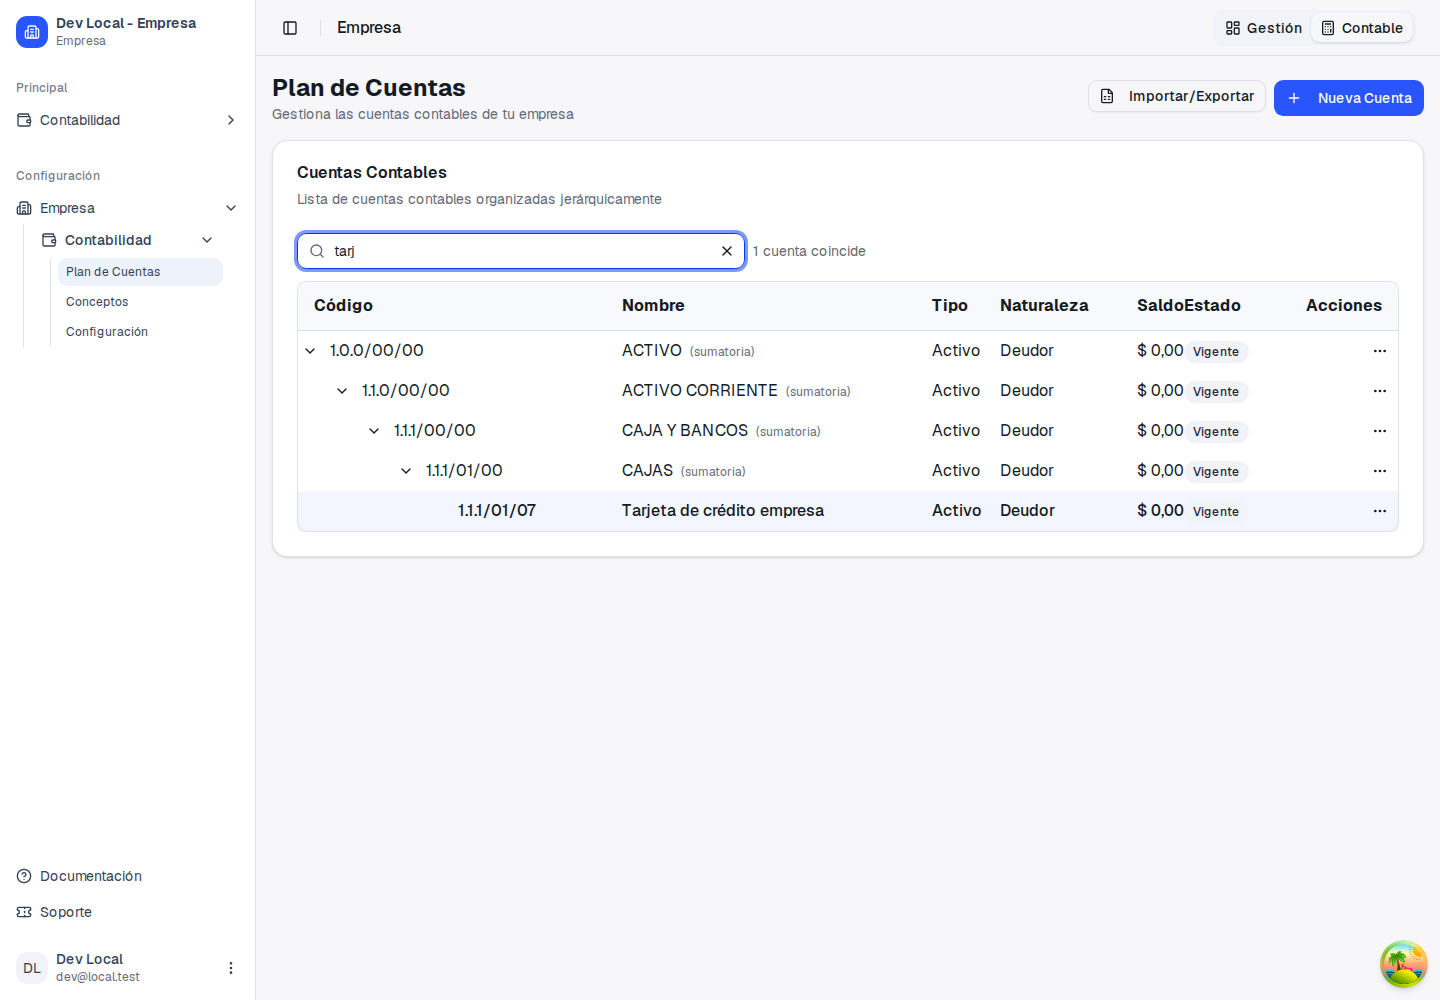 Dev Local - Empresa
Empresa
Principal
Contabilidad
Configuración
Empresa
Contabilidad
Plan de Cuentas
Conceptos
Configuración
Documentación
Soporte
DL
Dev Local
dev@local.test
Empresa
Gestión
Contable
Plan de Cuentas
Gestiona las cuentas contables de tu empresa
Importar/Exportar
Nueva Cuenta
Cuentas Contables
Lista de cuentas contables organizadas jerárquicamente
tarj
1 cuenta coincide
Código Nombre Tipo Naturaleza Saldo Estado Acciones
1.0.0/00/00 ACTIVO (sumatoria) Activo Deudor $ 0,00 Vigente
1.1.0/00/00 ACTIVO CORRIENTE (sumatoria) Activo Deudor $ 0,00 Vigente
1.1.1/00/00 CAJA Y BANCOS (sumatoria) Activo Deudor $ 0,00 Vigente
1.1.1/01/00 CAJAS (sumatoria) Activo Deudor $ 0,00 Vigente
1.1.1/01/07 Tarjeta de crédito empresa Activo Deudor $ 0,00 Vigente